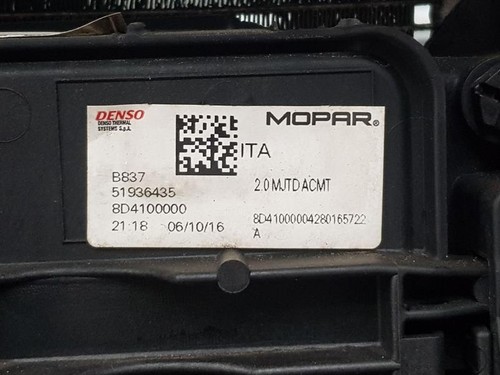 DENSO
DENSO THERMAL
SYSTEMS S.p.A.
MOPAR®
ITA
B837
51936435
8D4100000
21:18 06/10/16
2.0 MJTD ACMT
8D41000004280165722
A